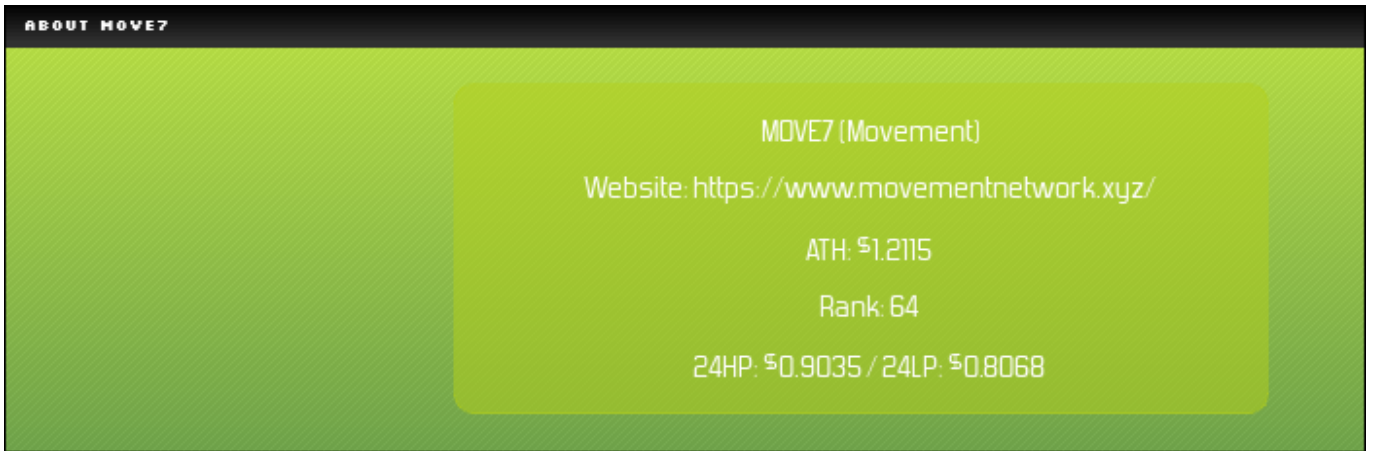 ABOUT MOVE7
MOVE7 (Movement)
Website: https://www.movementnetwork.xyz/
ATH: $1.2115
Rank: 64
24HP: $0.9035 / 24LP: $0.8068